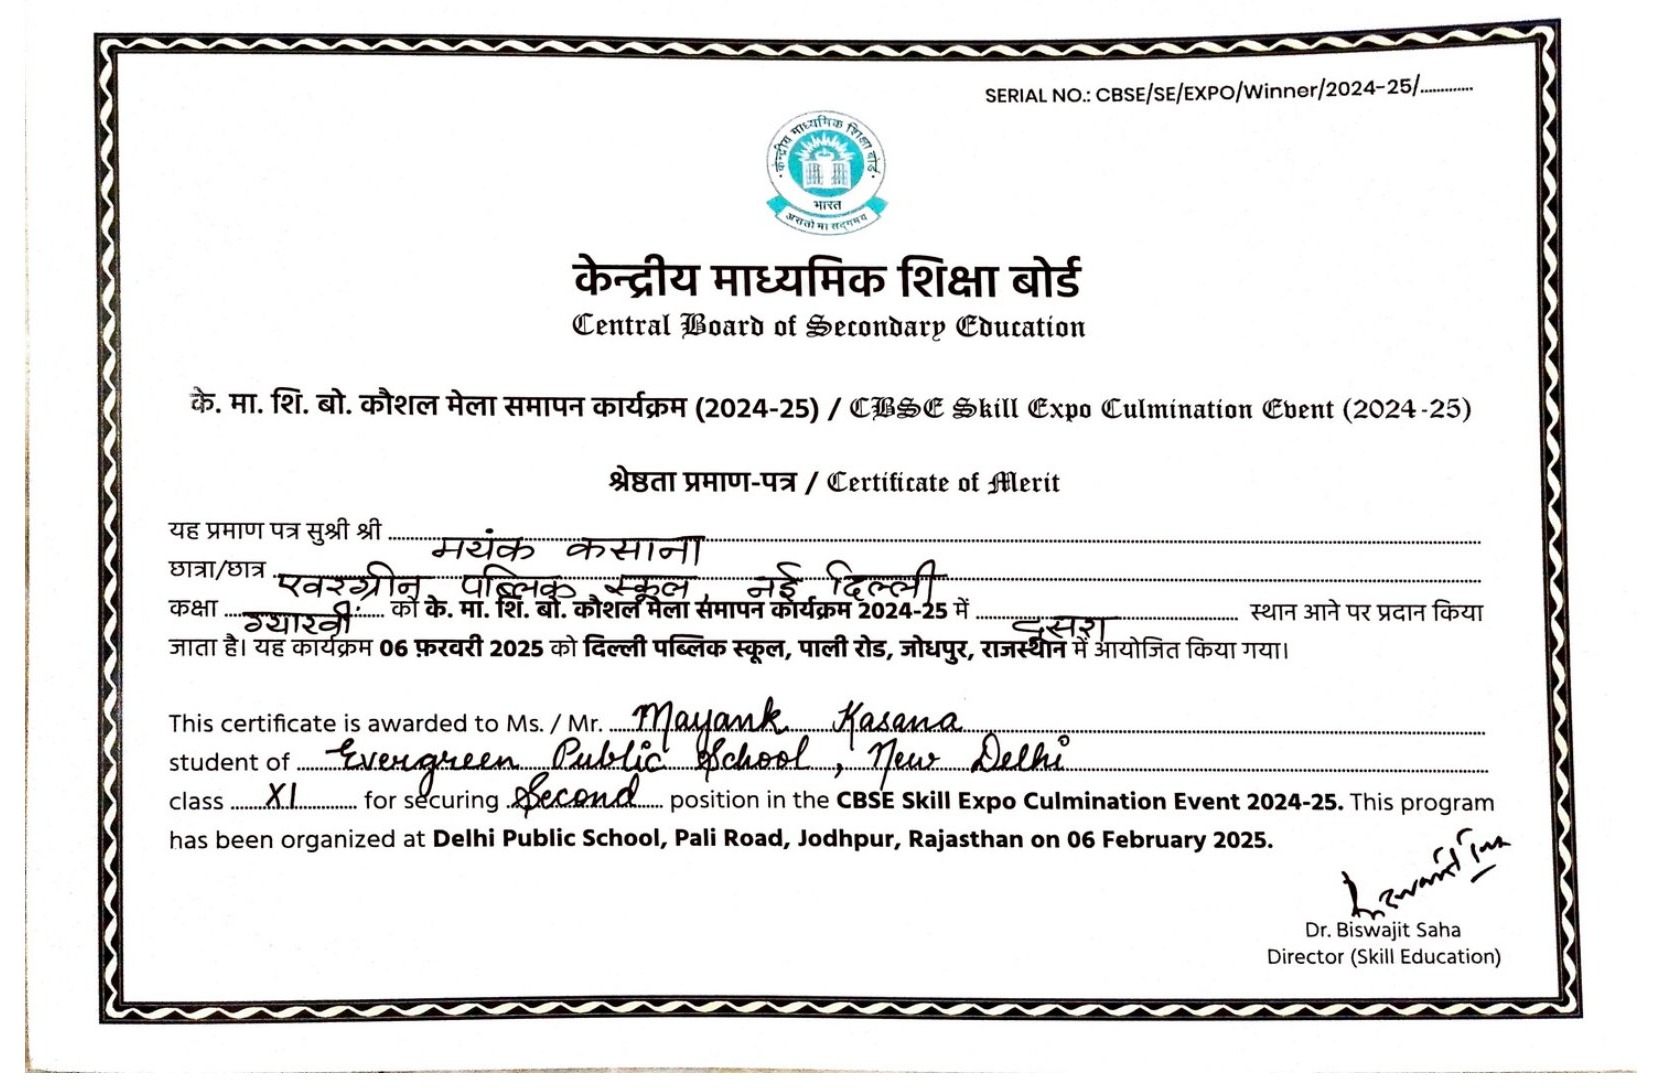 SERIAL NO.: CBSE/SE/EXPO/Winner/2024-25/.............
केन्द्रीय माध्यमिक शिक्षा बोर्ड
भारत
असतो मा सद्गमय
केन्द्रीय माध्यमिक शिक्षा बोर्ड
Central Board of Secondary Education
के. मा. शि. बो. कौशल मेला समापन कार्यक्रम (2024-25) / CBSE Skill Expo Culmination Event (2024-25)
श्रेष्ठता प्रमाण-पत्र / Certificate of Merit
यह प्रमाण पत्र सुश्री श्री मयंक कसाना
छात्रा/छात्र एवरग्रीन पब्लिक स्कूल, नई दिल्ली
कक्षा ग्यारवीं को के. मा. शि. बो. कौशल मेला समापन कार्यक्रम 2024-25 में दूसरा स्थान आने पर प्रदान किया
जाता है। यह कार्यक्रम 06 फ़रवरी 2025 को दिल्ली पब्लिक स्कूल, पाली रोड, जोधपुर, राजस्थान में आयोजित किया गया।
This certificate is awarded to Ms. / Mr. Mayank Kasana
student of Evergreen Public School, New Delhi
class XI for securing Second position in the CBSE Skill Expo Culmination Event 2024-25. This program
has been organized at Delhi Public School, Pali Road, Jodhpur, Rajasthan on 06 February 2025.
Dr. Biswajit Saha
Director (Skill Education)